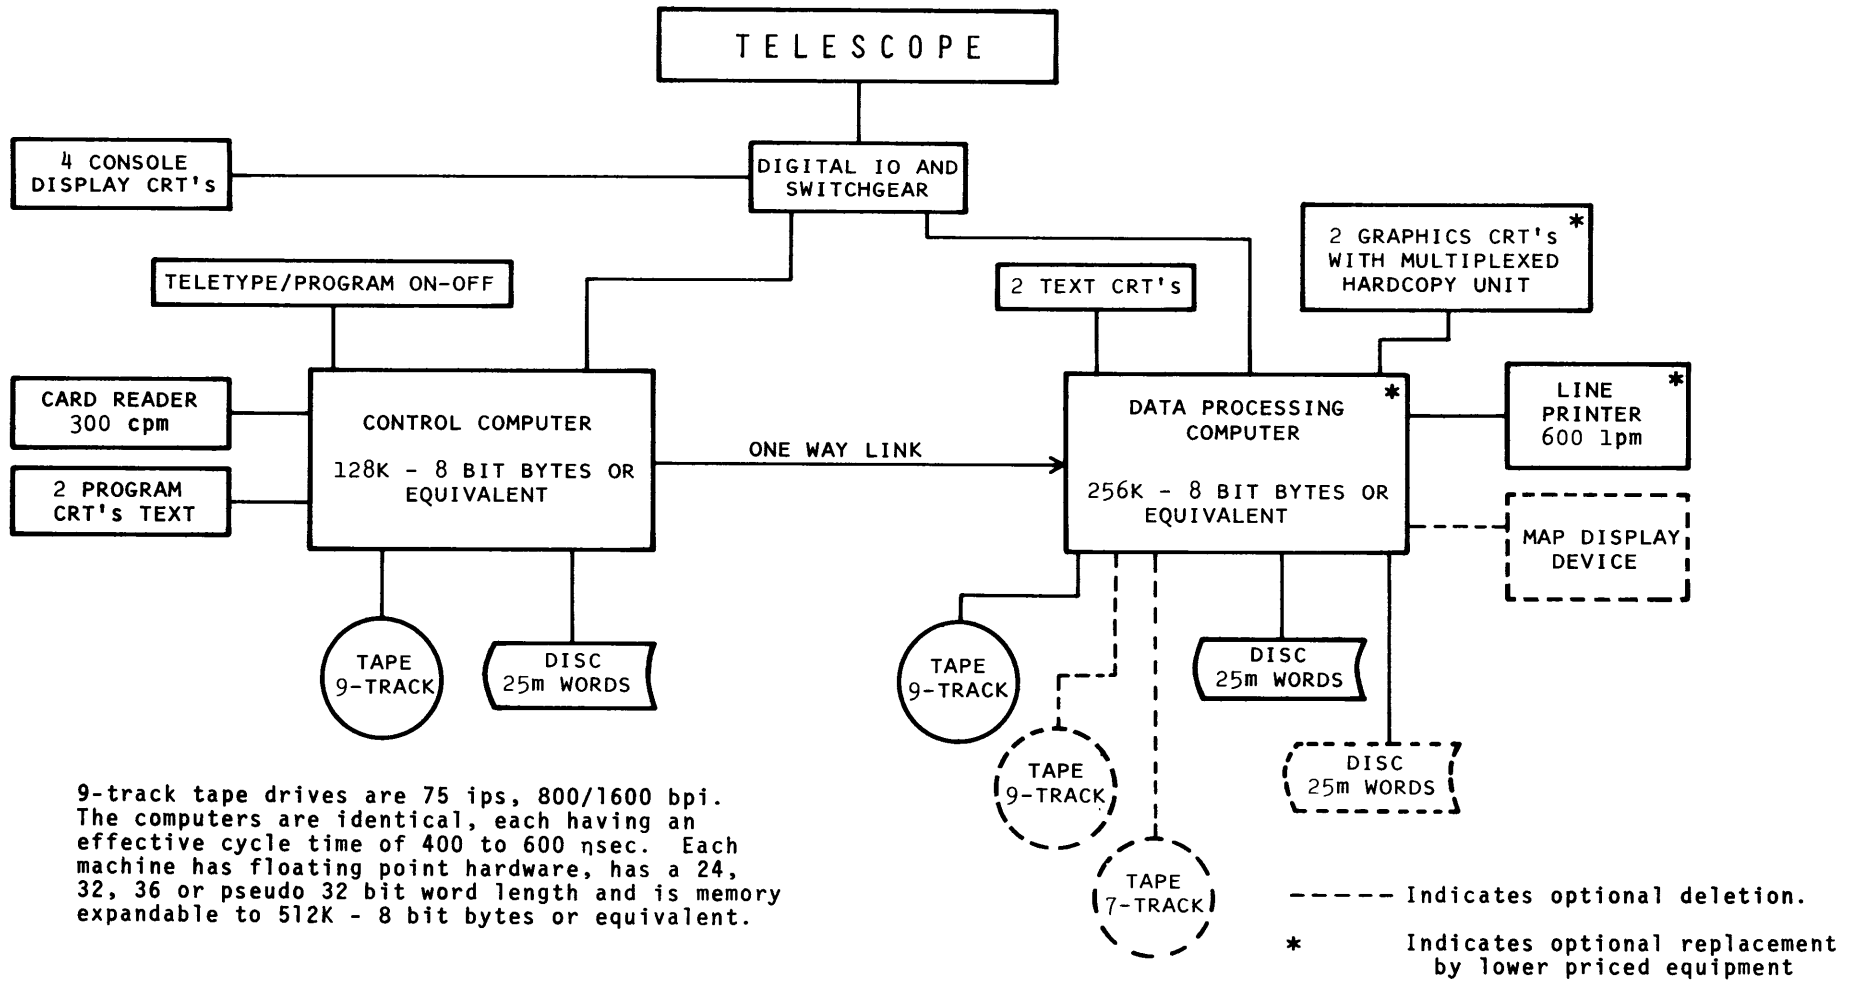 TELESCOPE
4 CONSOLE
DISPLAY CRT's
DIGITAL IO AND
SWITCHGEAR
*
2 GRAPHICS CRT's
WITH MULTIPLEXED
HARDCOPY UNIT
TELETYPE/PROGRAM ON-OFF
2 TEXT CRT's
CARD READER
300 cpm
CONTROL COMPUTER
128K - 8 BIT BYTES OR
EQUIVALENT
2 PROGRAM
CRT's TEXT
ONE WAY LINK
*
DATA PROCESSING
COMPUTER
256K - 8 BIT BYTES OR
EQUIVALENT
*
LINE
PRINTER
600 lpm
MAP DISPLAY
DEVICE
TAPE
9-TRACK
DISC
25m WORDS
TAPE
9-TRACK
DISC
25m WORDS
TAPE
9-TRACK
DISC
25m WORDS
TAPE
7-TRACK
9-track tape drives are 75 ips, 800/1600 bpi.
The computers are identical, each having an
effective cycle time of 400 to 600 ηsec. Each
machine has floating point hardware, has a 24,
32, 36 or pseudo 32 bit word length and is memory
expandable to 512K - 8 bit bytes or equivalent.
----- Indicates optional deletion.
* Indicates optional replacement
by lower priced equipment